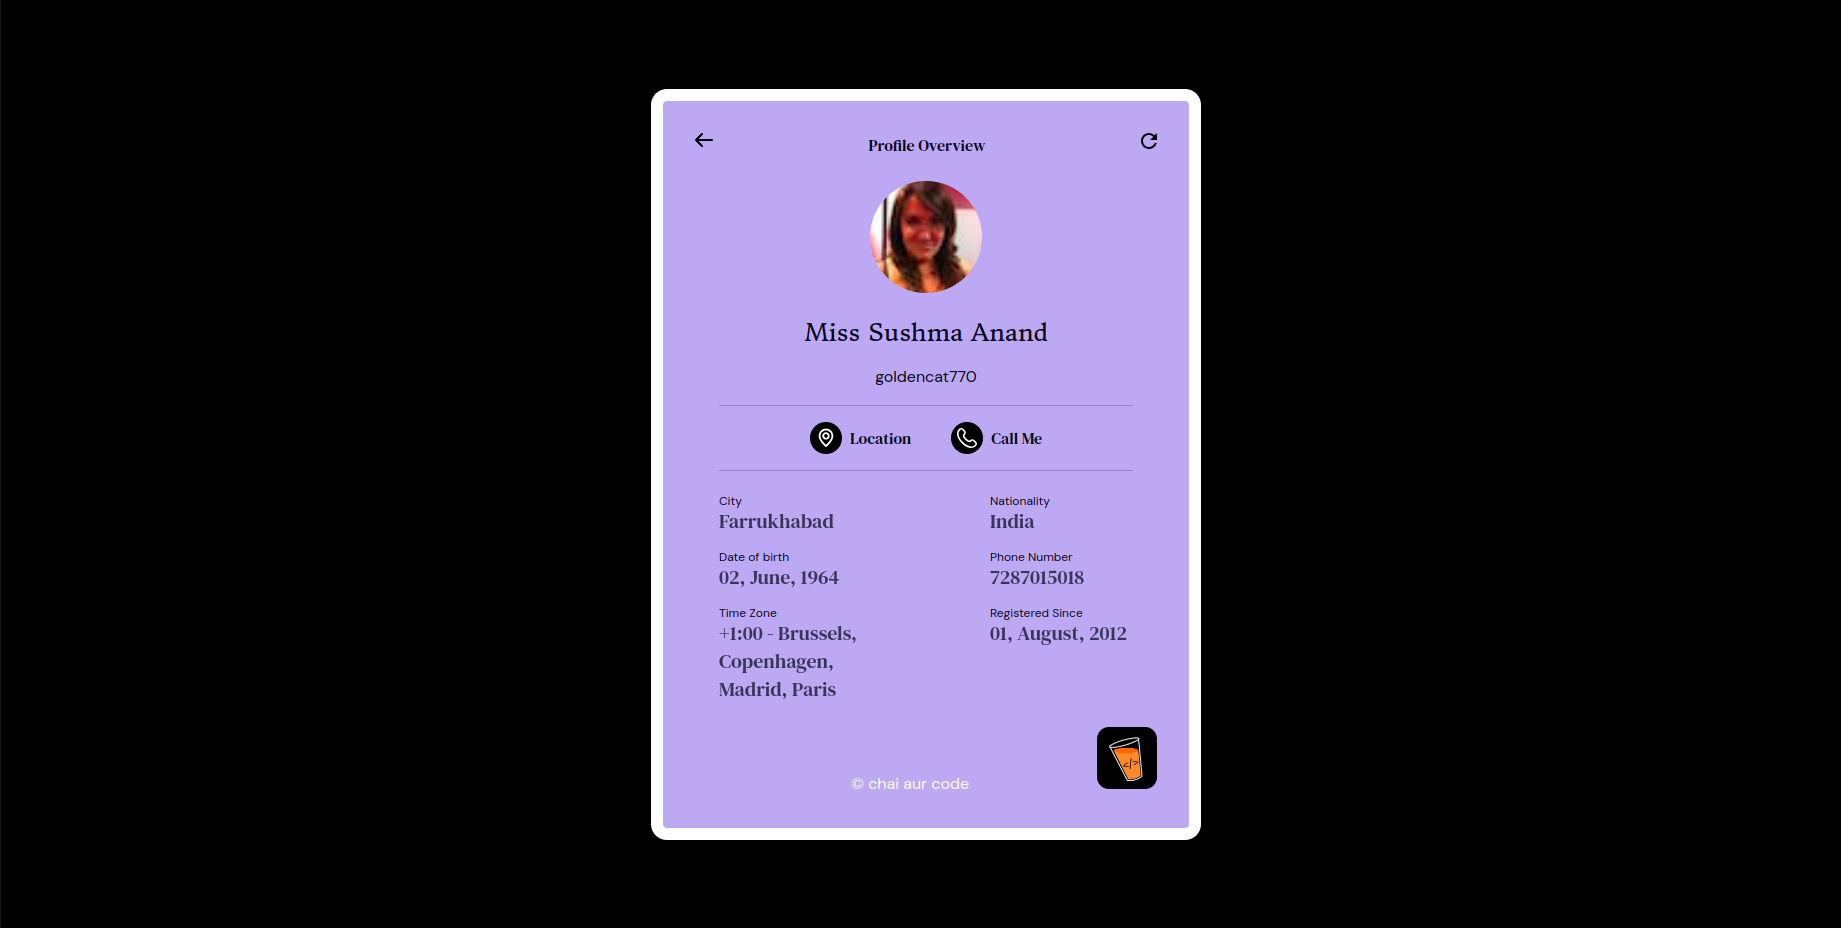 Profile Overview
Miss Sushma Anand
goldencat770
Location
Call Me
City
Farrukhabad
Nationality
India
Date of birth
02, June, 1964
Phone Number
7287015018
Time Zone
+1:00 - Brussels,
Copenhagen,
Madrid, Paris
Registered Since
01, August, 2012
</>
© chai aur code